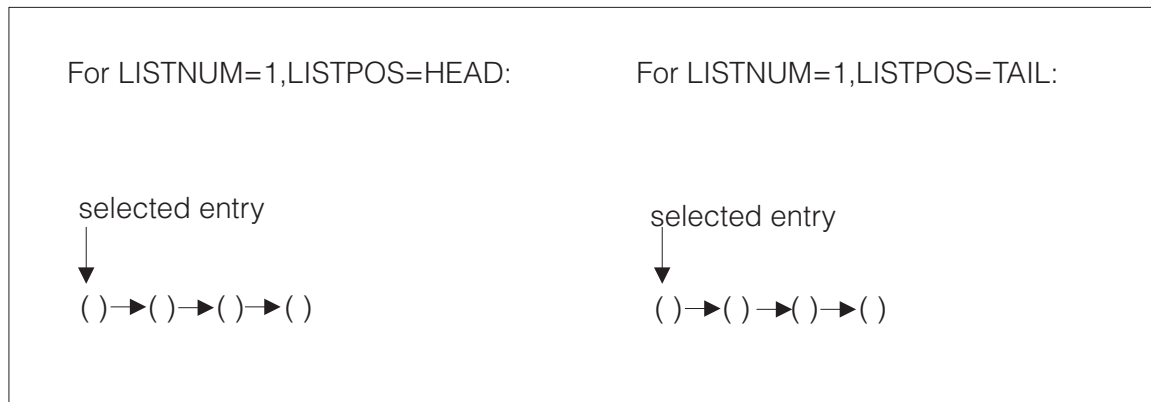 For LISTNUM=1,LISTPOS=HEAD:
For LISTNUM=1,LISTPOS=TAIL:
selected entry
selected entry
( ) ( ) ( ) ( )
( ) ( ) ( ) ( )